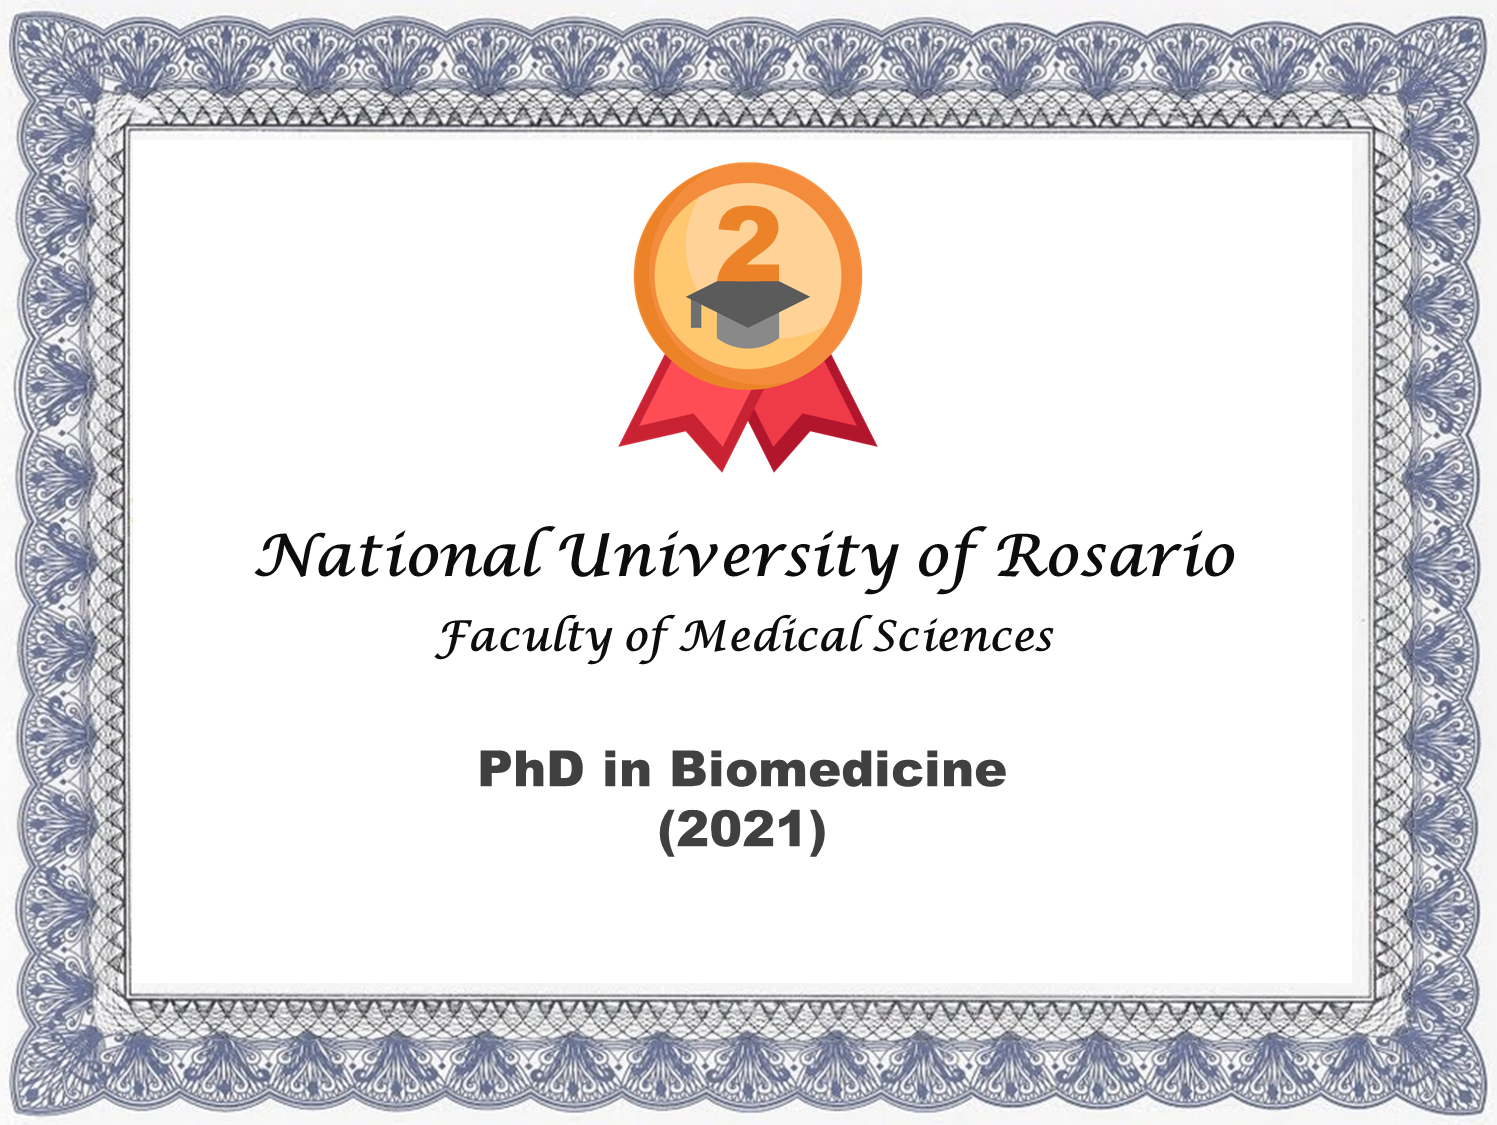 2
National University of Rosario
Faculty of Medical Sciences
PhD in Biomedicine
(2021)